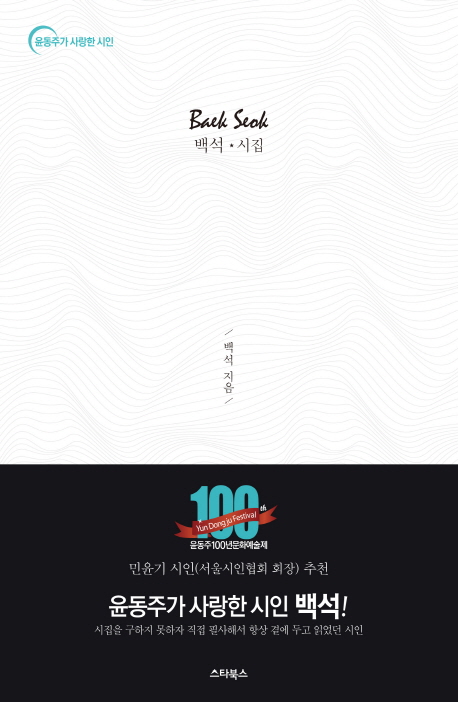 윤동주가 사랑한 시인
Baek Seok
백석 * 시집
/ 백석 지음 /
100th
Yun Dong ju Festival
윤동주100년문화예술제
민윤기 시인(서울시인협회 회장) 추천
윤동주가 사랑한 시인 백석!
시집을 구하지 못하자 직접 필사해서 항상 곁에 두고 읽었던 시인
스타북스